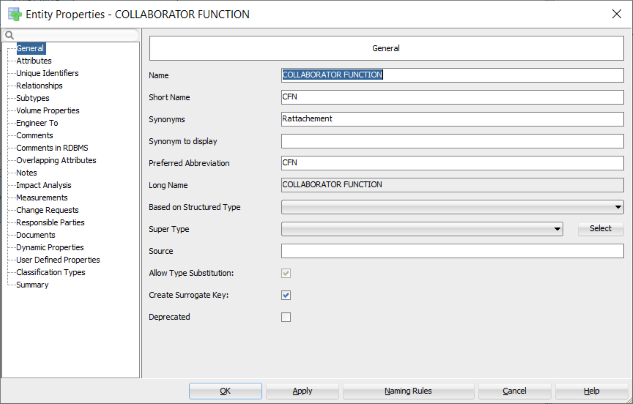 Entity Properties - COLLABORATOR FUNCTION
General
Attributes
Unique Identifiers
Relationships
Subtypes
Volume Properties
Engineer To
Comments
Comments in RDBMS
Overlapping Attributes
Notes
Impact Analysis
Measurements
Change Requests
Responsible Parties
Documents
Dynamic Properties
User Defined Properties
Classification Types
Summary
General
Name COLLABORATOR FUNCTION
Short Name CFN
Synonyms Rattachement
Synonym to display
Preferred Abbreviation CFN
Long Name COLLABORATOR FUNCTION
Based on Structured Type
Super Type Select
Source
Allow Type Substitution:
Create Surrogate Key:
Deprecated
OK Apply Naming Rules Cancel Help